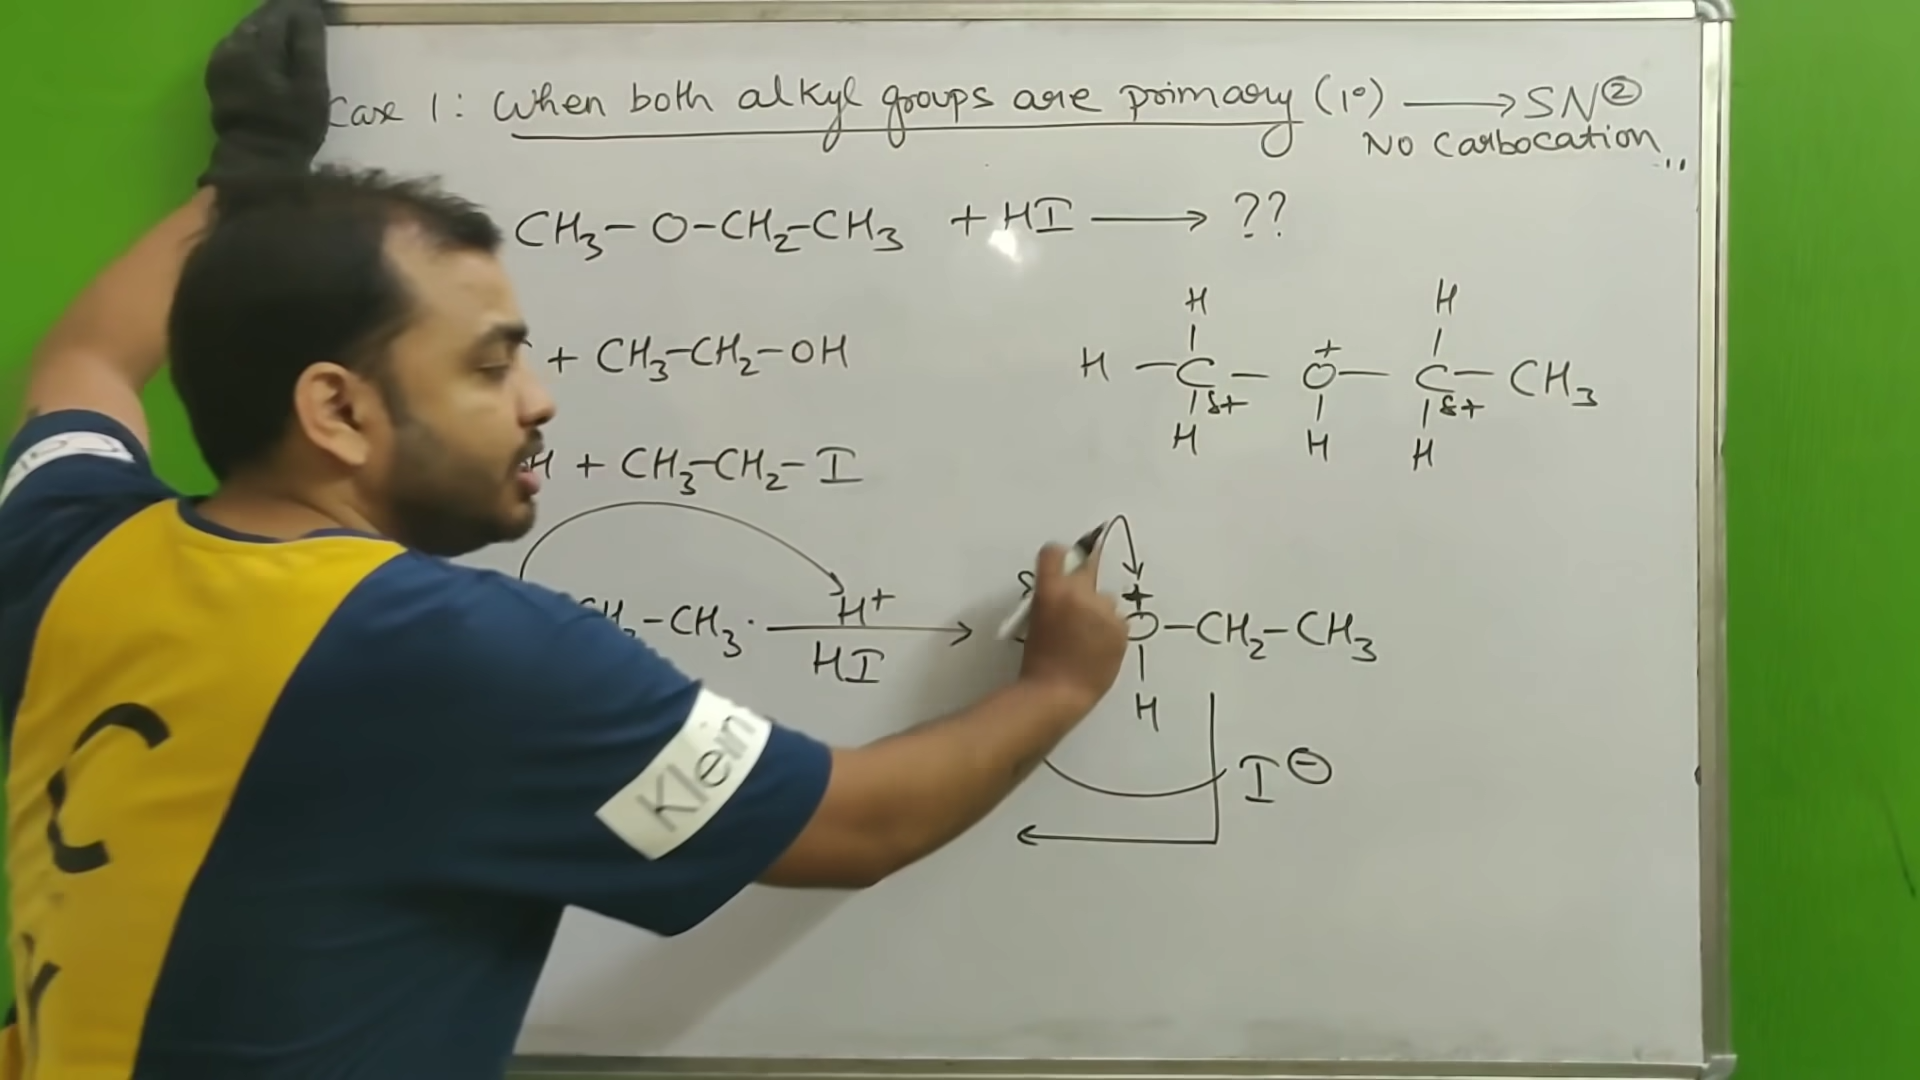 Case 1: When both alkyl groups are primary (1°) ⟶ SN②
No Carbocation...
CH₃-O-CH₂-CH₃ + HI ⟶ ??
+ CH₃-CH₂-OH
H + CH₃-CH₂-I
H H
H -C- O- C- CH₃
+
δ+ δ+
H H H
CH₂-CH₃. H⁺ ⟶
HI
+
O-CH₂-CH₃
H
I⊖
Klein
C
Y